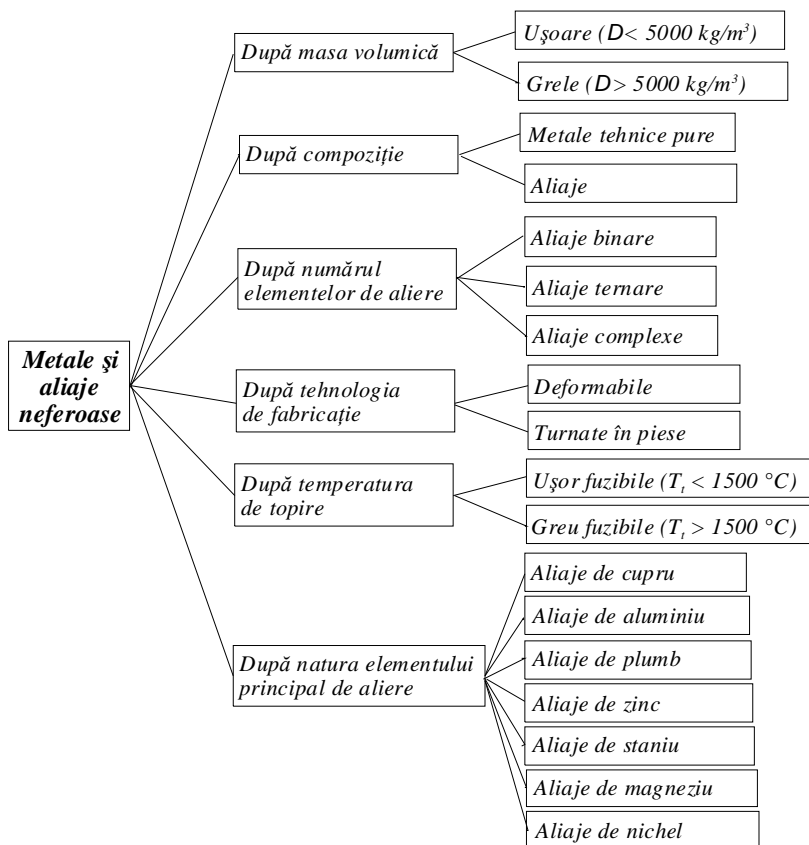 După masa volumică
Uşoare (D< 5000 kg/m³)
Grele (D> 5000 kg/m³)
După compoziţie
Metale tehnice pure
Aliaje
După numărul
elementelor de aliere
Aliaje binare
Aliaje ternare
Aliaje complexe
Metale şi
aliaje
neferoase
După tehnologia
de fabricaţie
Deformabile
Turnate în piese
După temperatura
de topire
Uşor fuzibile (Tₜ < 1500 °C)
Greu fuzibile (Tₜ > 1500 °C)
După natura elementului
principal de aliere
Aliaje de cupru
Aliaje de aluminiu
Aliaje de plumb
Aliaje de zinc
Aliaje de staniu
Aliaje de magneziu
Aliaje de nichel